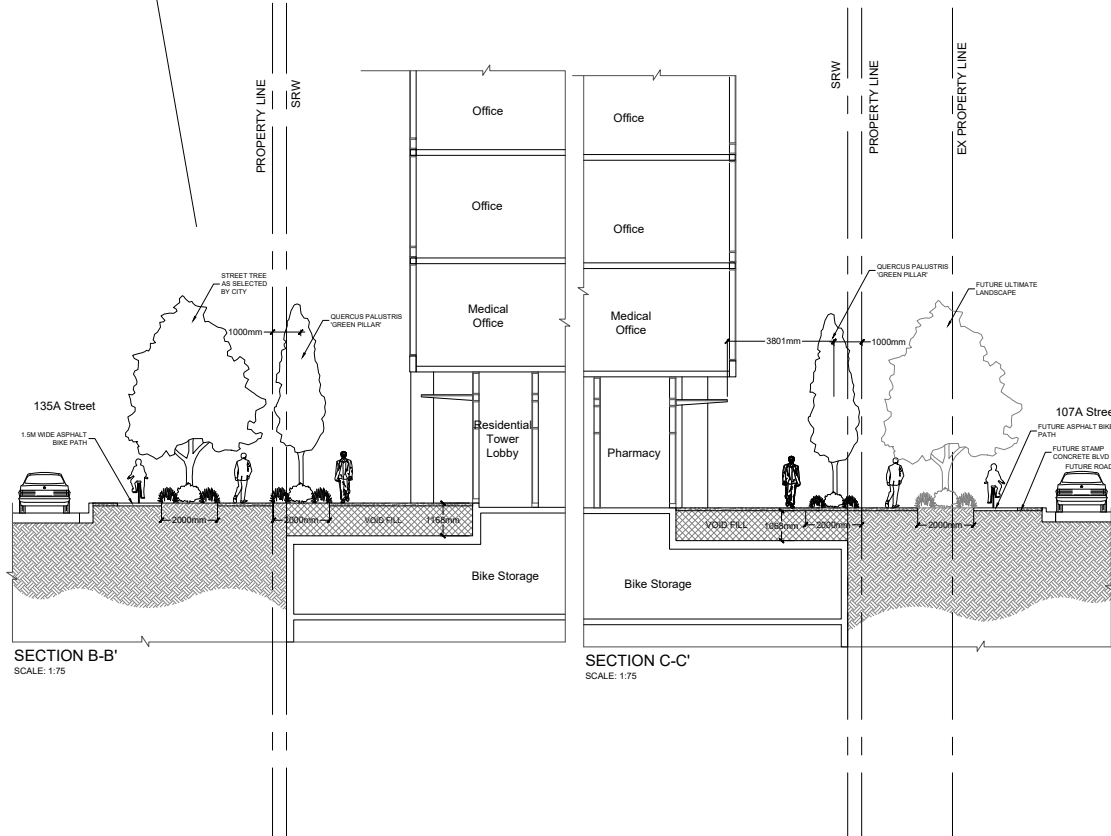 PROPERTY LINE
SRW
Office
Office
Medical
Office
STREET TREE
AS SELECTED
BY CITY
1000mm
QUERCUS PALUSTRIS
'GREEN PILLAR'
135A Street
1.5M WIDE ASPHALT
BIKE PATH
Residential
Tower
Lobby
2000mm
2000mm
VOID FILL
1168mm
Bike Storage
SECTION B-B'
SCALE: 1:75
SRW
PROPERTY LINE
EX PROPERTY LINE
Office
Office
Medical
Office
QUERCUS PALUSTRIS
'GREEN PILLAR'
FUTURE ULTIMATE
LANDSCAPE
3801mm
1000mm
107A Stree
FUTURE ASPHALT BIKE
PATH
FUTURE STAMP
CONCRETE BLVD
FUTURE ROAD
Pharmacy
VOID FILL
1068mm
2000mm
2000mm
Bike Storage
SECTION C-C'
SCALE: 1:75